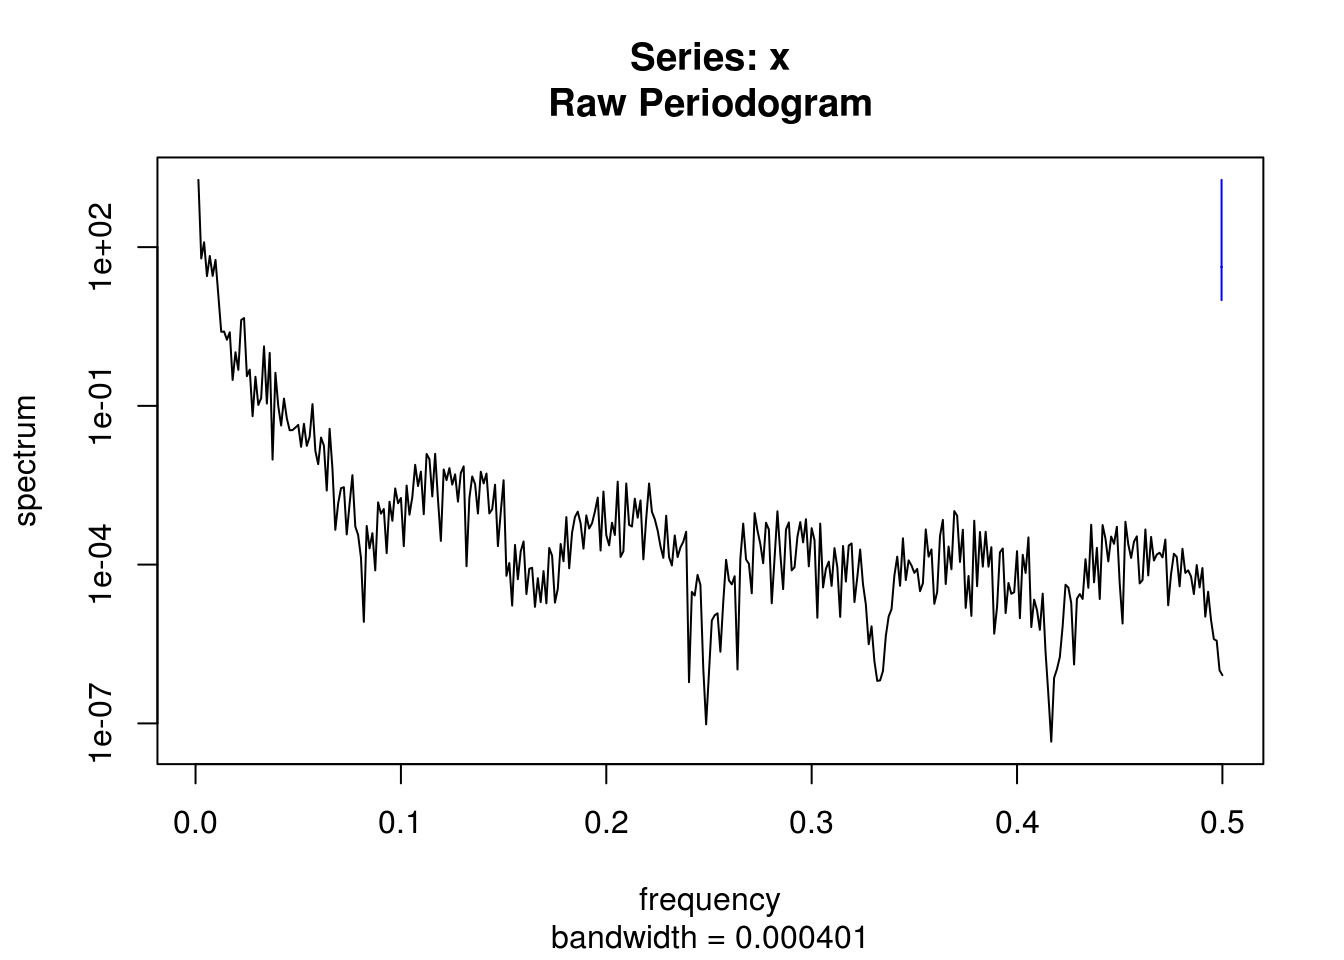 Series: x
Raw Periodogram
spectrum
1e+02
1e-01
1e-04
1e-07
0.0 0.1 0.2 0.3 0.4 0.5
frequency
bandwidth = 0.000401